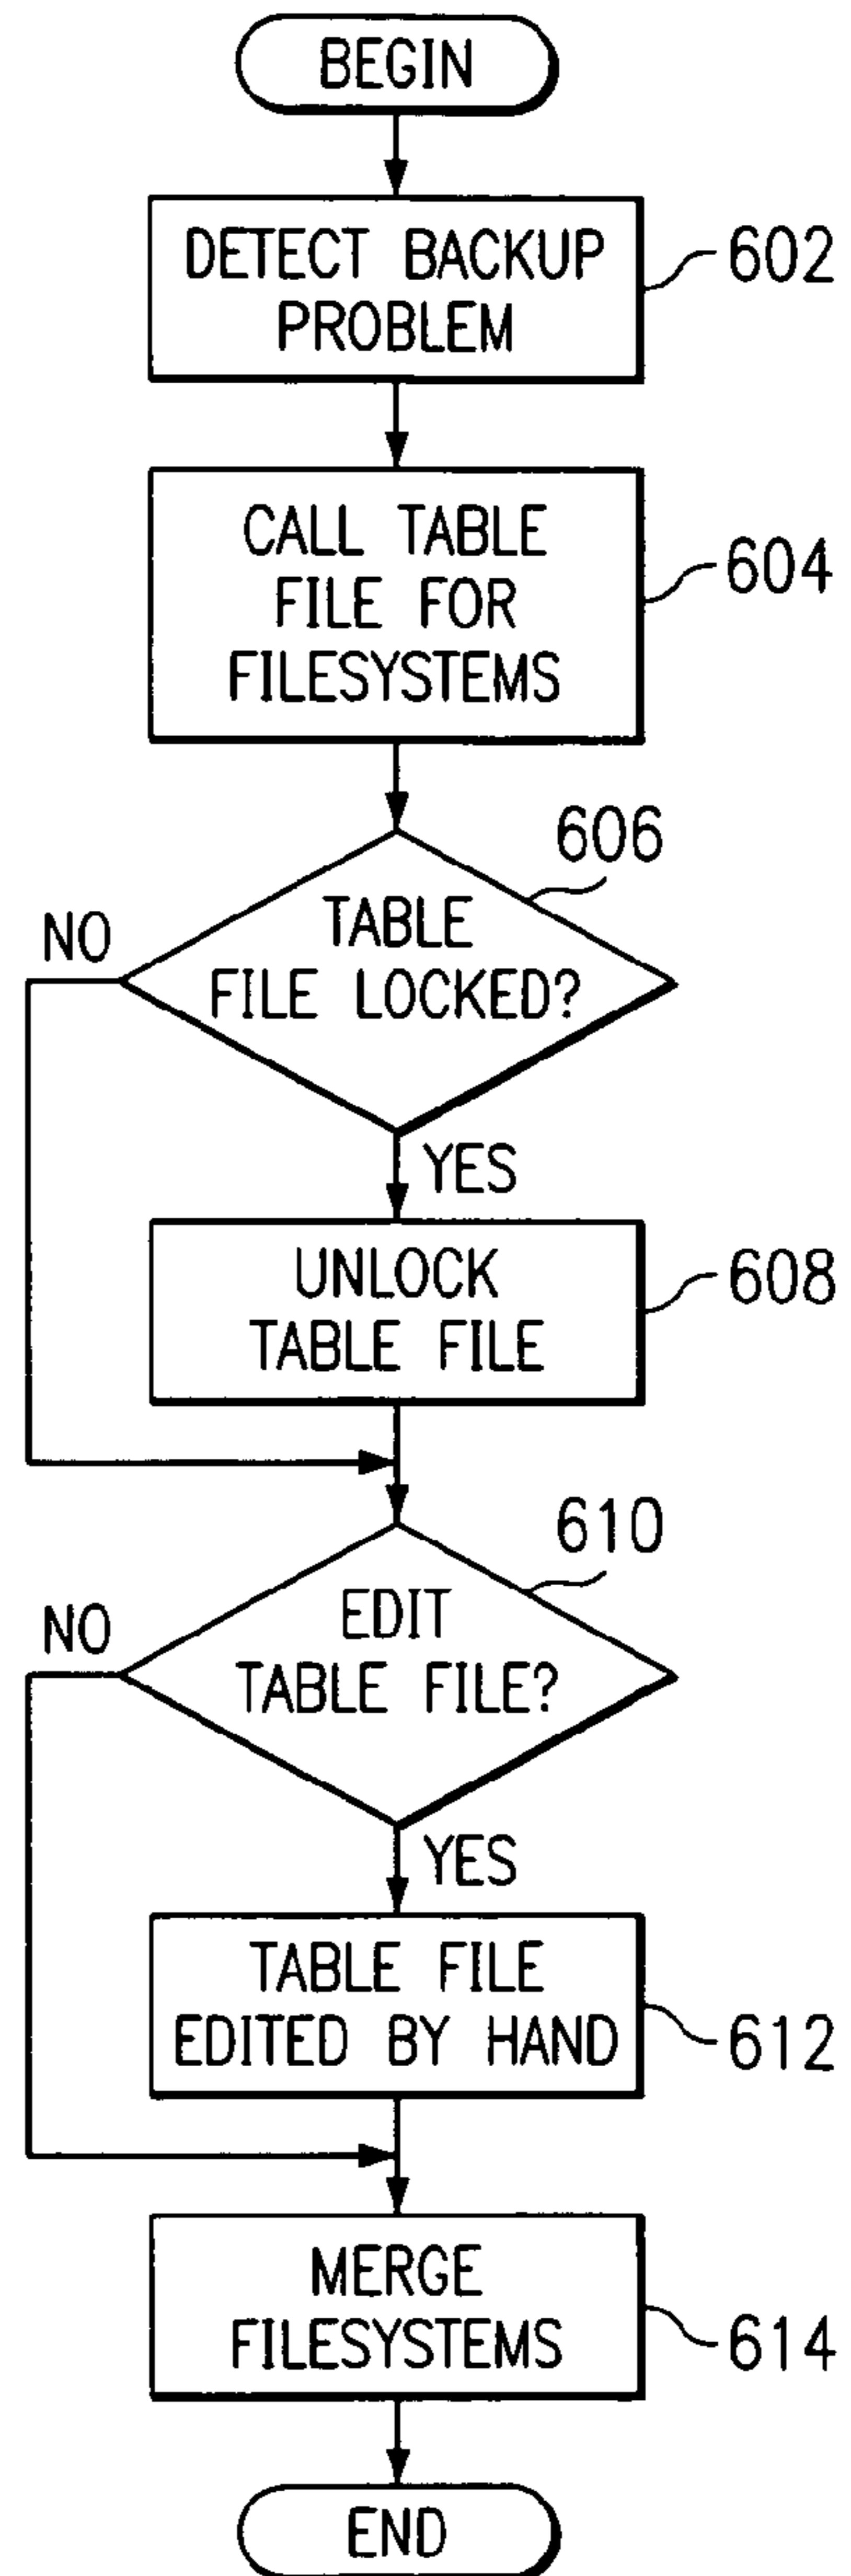 BEGIN
DETECT BACKUP
PROBLEM
602
CALL TABLE
FILE FOR
FILESYSTEMS
604
606
TABLE
FILE LOCKED?
NO
YES
UNLOCK
TABLE FILE
608
610
EDIT
TABLE FILE?
NO
YES
TABLE FILE
EDITED BY HAND
612
MERGE
FILESYSTEMS
614
END